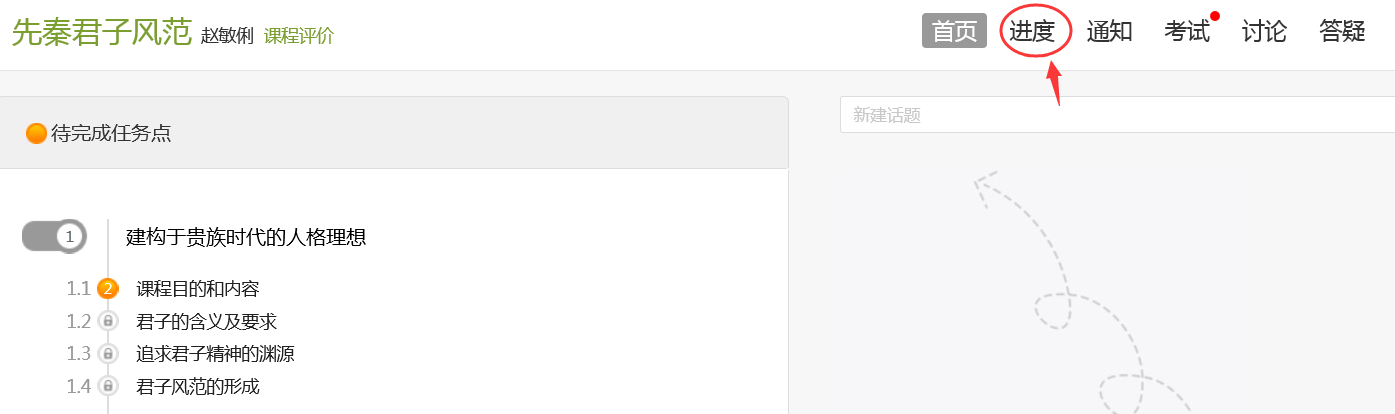 先秦君子风范 赵敏俐 课程评价
首页 进度 通知 考试 讨论 答疑
待完成任务点
新建话题
1 建构于贵族时代的人格理想
1.1 2 课程目的和内容
1.2 君子的含义及要求
1.3 追求君子精神的渊源
1.4 君子风范的形成